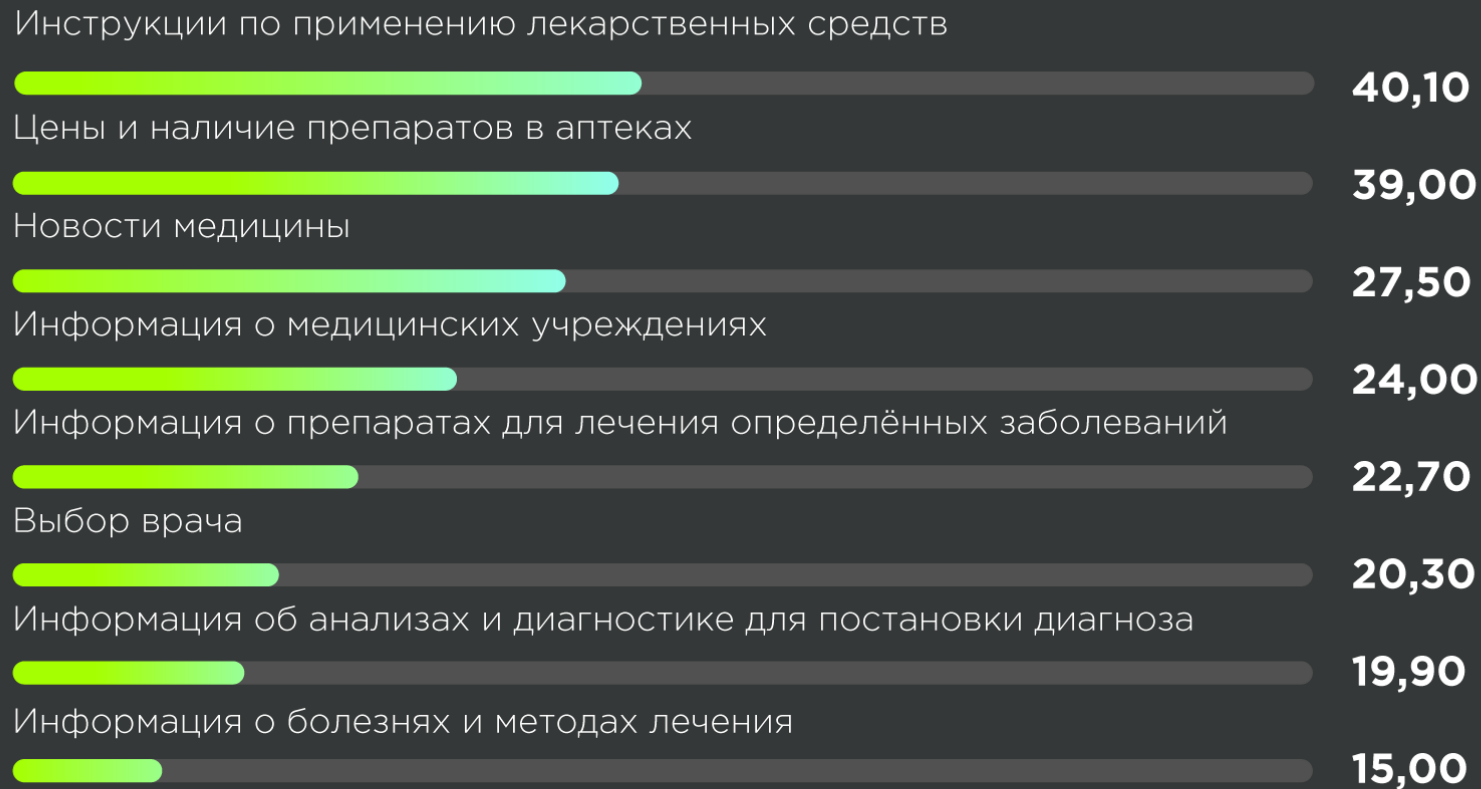 Инструкции по применению лекарственных средств
40,10
Цены и наличие препаратов в аптеках
39,00
Новости медицины
27,50
Информация о медицинских учреждениях
24,00
Информация о препаратах для лечения определённых заболеваний
22,70
Выбор врача
20,30
Информация об анализах и диагностике для постановки диагноза
19,90
Информация о болезнях и методах лечения
15,00